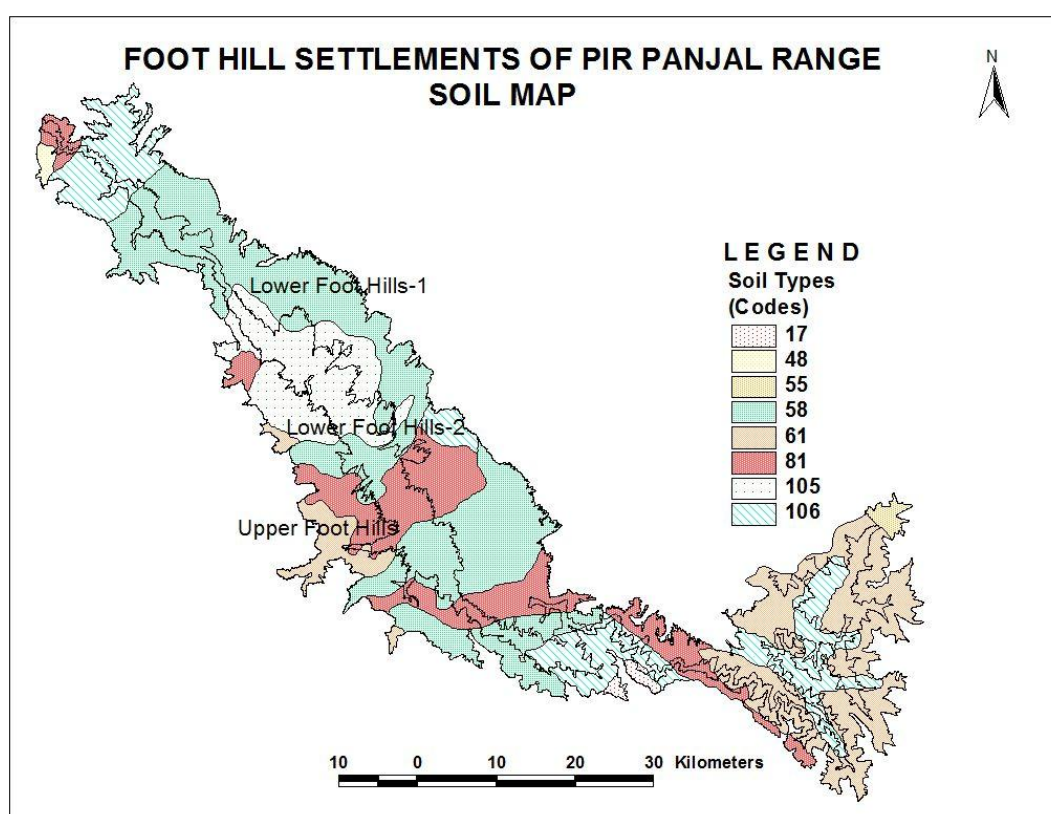 FOOT HILL SETTLEMENTS OF PIR PANJAL RANGE
SOIL MAP
N
L E G E N D
Soil Types
(Codes)
17
48
55
58
61
81
105
106
Lower Foot Hills-1
Lower Foot Hills-2
Upper Foot Hills
10 0 10 20 30 Kilometers